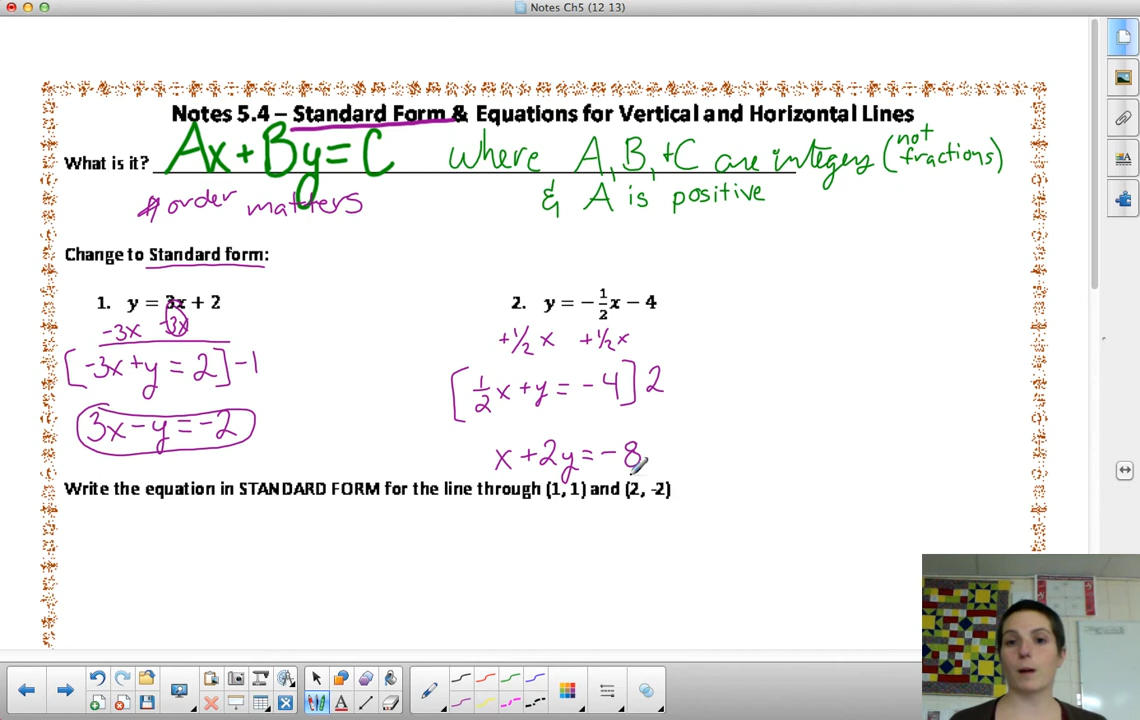 Notes Ch5 (12 13)
Notes 5.4 – Standard Form & Equations for Vertical and Horizontal Lines
What is it? Ax+By=C where A, B, +C are integers (not fractions)
& A is positive
* order matters
Change to Standard form:
1. y = 3x + 2
2. y = -1/2x - 4
-3x -3x
+1/2 x +1/2 x
[-3x+y = 2]-1
[1/2x+y = -4]2
3x-y=-2
x+2y=-8
Write the equation in STANDARD FORM for the line through (1, 1) and (2, -2)